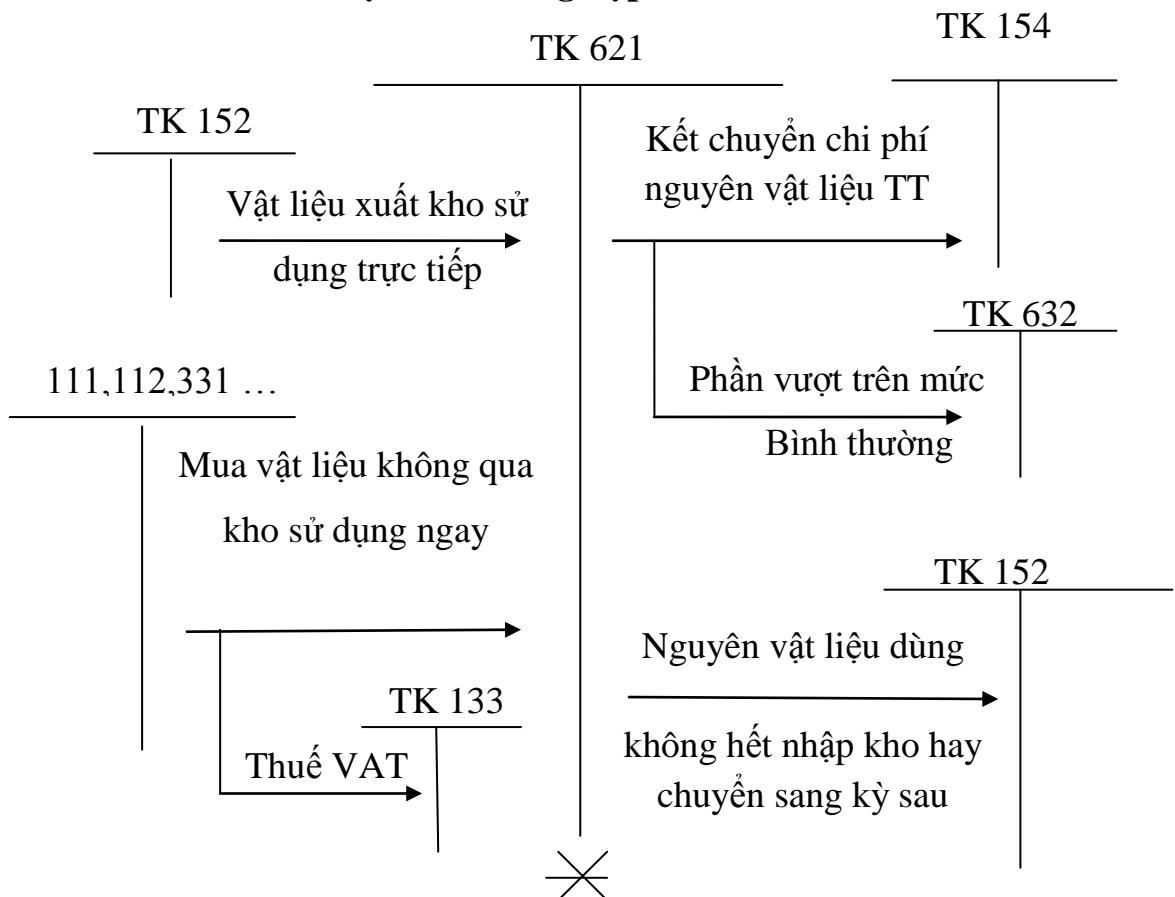 TK 621
TK 154
TK 152
Kết chuyển chi phí
nguyên vật liệu TT
Vật liệu xuất kho sử
dụng trực tiếp
TK 632
111,112,331 …
Phần vượt trên mức
Bình thường
Mua vật liệu không qua
kho sử dụng ngay
TK 152
Nguyên vật liệu dùng
TK 133
không hết nhập kho hay
chuyển sang kỳ sau
Thuế VAT